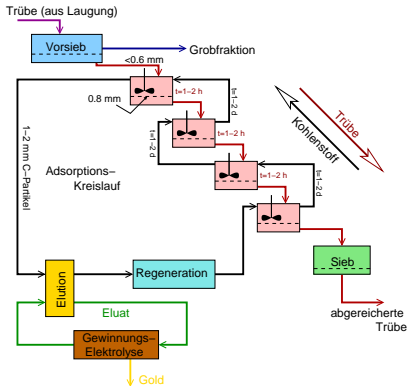 Trübe (aus Laugung)
Vorsieb
Grobfraktion
<0.6 mm
t=1–2 h
0.8 mm
t=1–2 d
t=1–2 h
t=1–2 d
t=1–2 h
t=1–2 d
t=1–2 h
Trübe
Kohlenstoff
1–2 mm C–Partikel
Adsorptions–
Kreislauf
Elution
Regeneration
Sieb
Eluat
abgereicherte
Trübe
Gewinnungs–
Elektrolyse
Gold